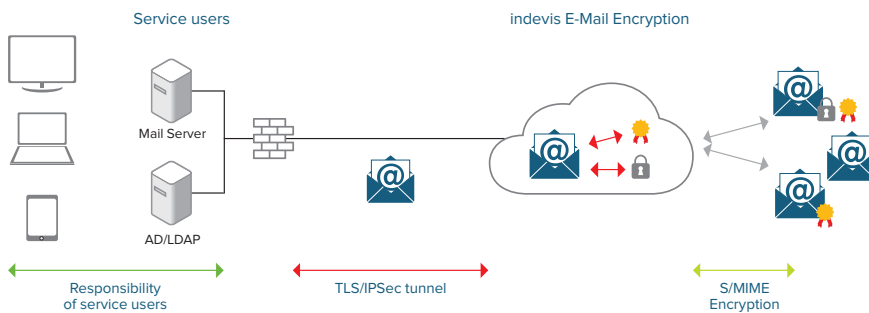 Service users
indevis E-Mail Encryption
Mail Server
AD/LDAP
Responsibility
of service users
TLS/IPSec tunnel
S/MIME
Encryption